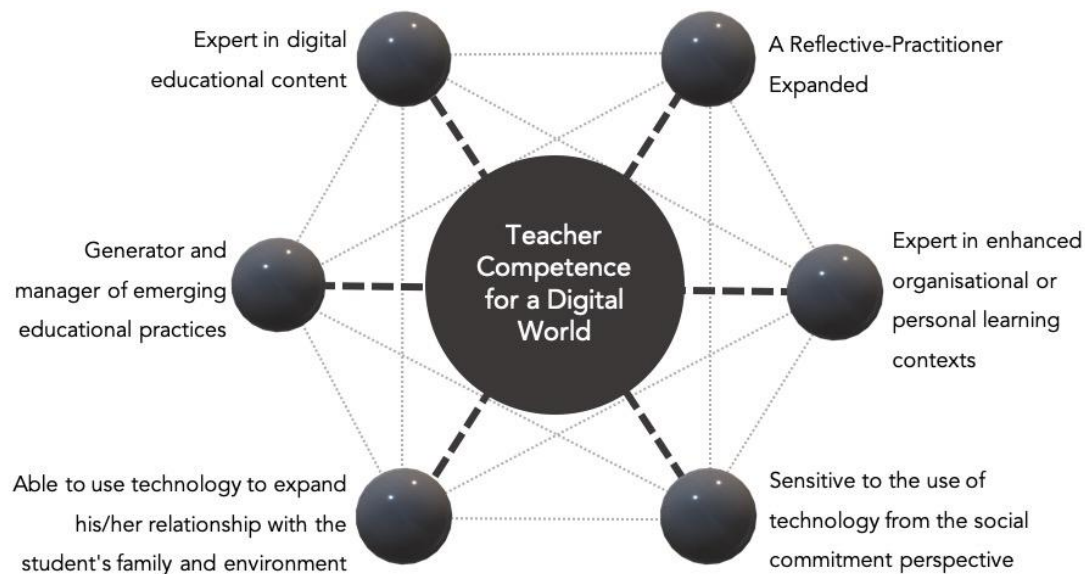 Expert in digital
educational content
A Reflective-Practitioner
Expanded
Generator and
manager of emerging
educational practices
Teacher
Competence
for a Digital
World
Expert in enhanced
organisational or
personal learning
contexts
Able to use technology to expand
his/her relationship with the
student's family and environment
Sensitive to the use of
technology from the social
commitment perspective